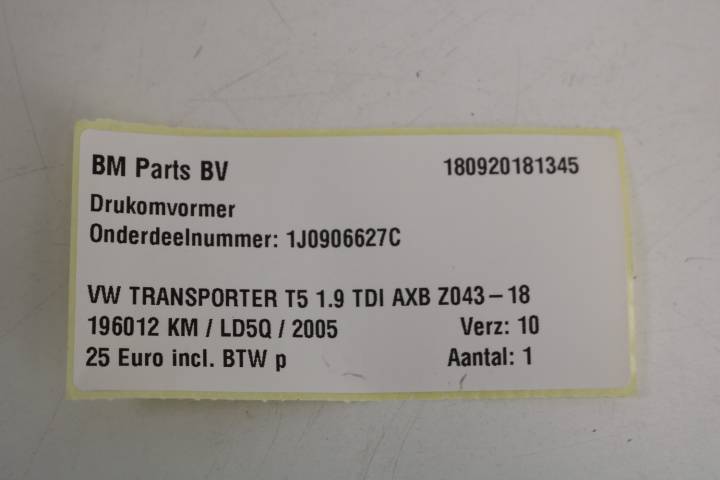 BM Parts BV 180920181345
Drukomvormer
Onderdeelnummer: 1J0906627C
VW TRANSPORTER T5 1.9 TDI AXB Z043-18
196012 KM / LD5Q / 2005 Verz: 10
25 Euro incl. BTW p Aantal: 1